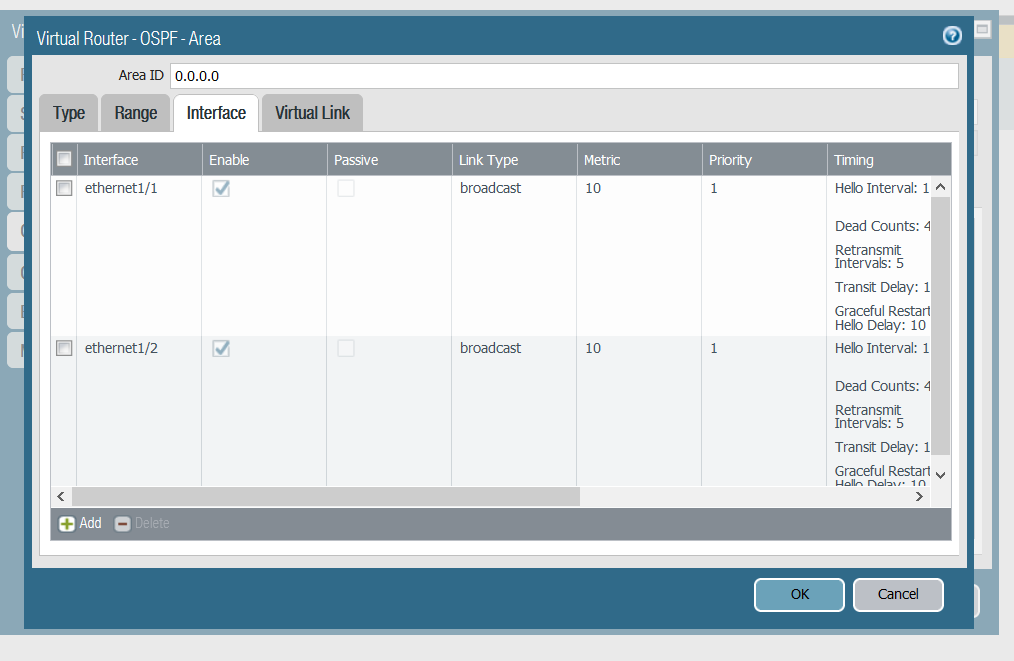 Vi
Virtual Router - OSPF - Area
Area ID 0.0.0.0
Type Range Interface Virtual Link
Interface Enable Passive Link Type Metric Priority Timing
ethernet1/1 broadcast 10 1 Hello Interval: 1
Dead Counts: 4
Retransmit
Intervals: 5
Transit Delay: 1
Graceful Restart
Hello Delay: 10
ethernet1/2 broadcast 10 1 Hello Interval: 1
Dead Counts: 4
Retransmit
Intervals: 5
Transit Delay: 1
Graceful Restart
Hello Delay: 10
Add Delete
OK Cancel